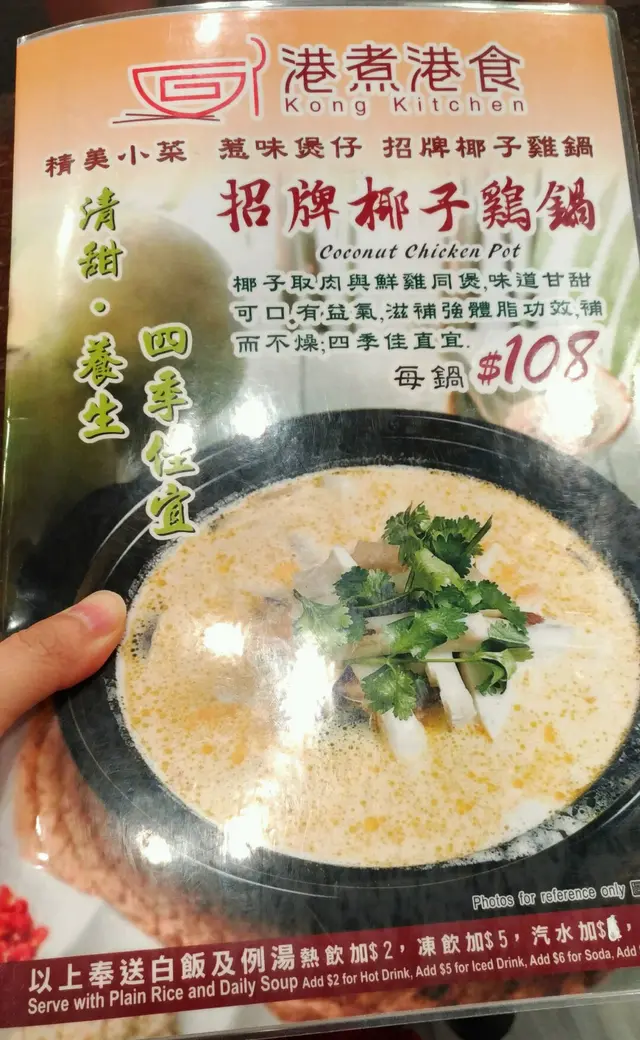 港煮港食
Kong Kitchen
精美小菜 惹味煲仔 招牌椰子雞鍋
招牌椰子鷄鍋
Coconut Chicken Pot
椰子取肉與鮮雞同煲,味道甘甜
可口,有益氣,滋補強體脂功效,補
而不燥,四季佳直宜.
每鍋 $108
清甜·養生
四季佳宜
Photos for reference only
以上奉送白飯及例湯熱飲加$2，凍飲加$5，汽水加$
Serve with Plain Rice and Daily Soup Add $2 for Hot Drink, Add $5 for Iced Drink, Add $6 for Soda, Add